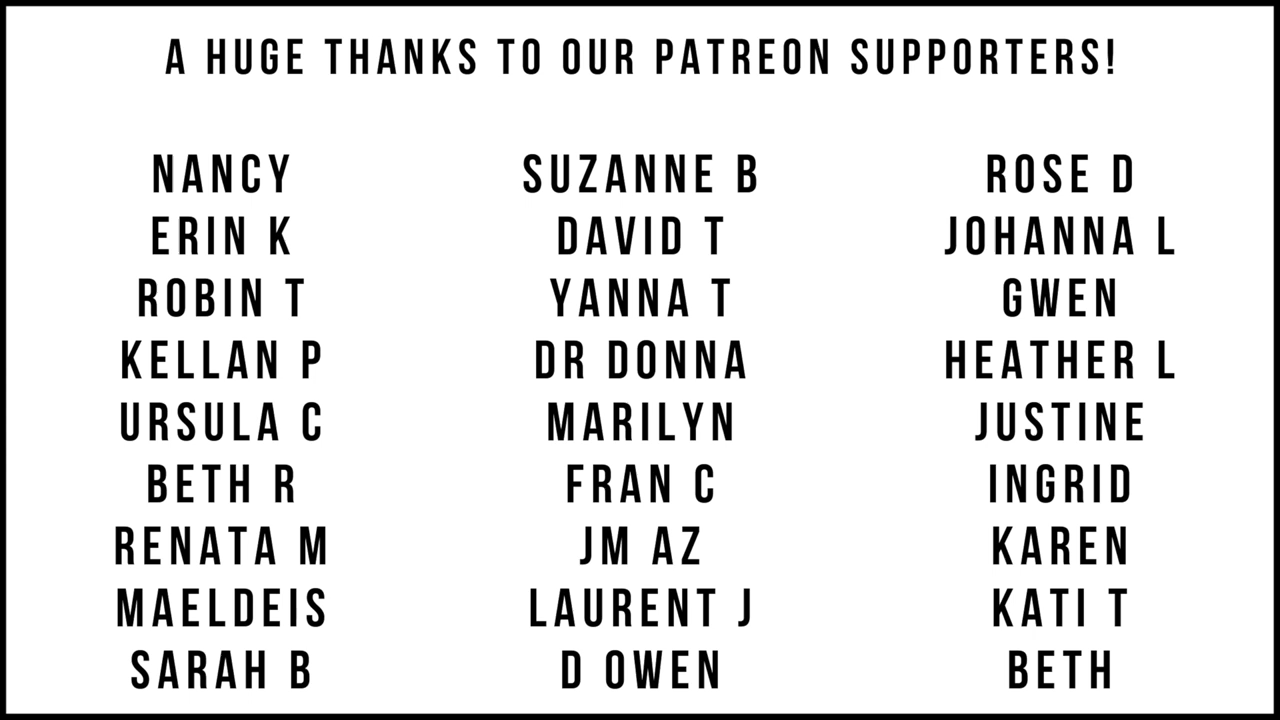 A HUGE THANKS TO OUR PATREON SUPPORTERS!
NANCY
ERIN K
ROBIN T
KELLAN P
URSULA C
BETH R
RENATA M
MAELDEIS
SARAH B
SUZANNE B
DAVID T
YANNA T
DR DONNA
MARILYN
FRAN C
JM AZ
LAURENT J
D OWEN
ROSE D
JOHANNA L
GWEN
HEATHER L
JUSTINE
INGRID
KAREN
KATI T
BETH